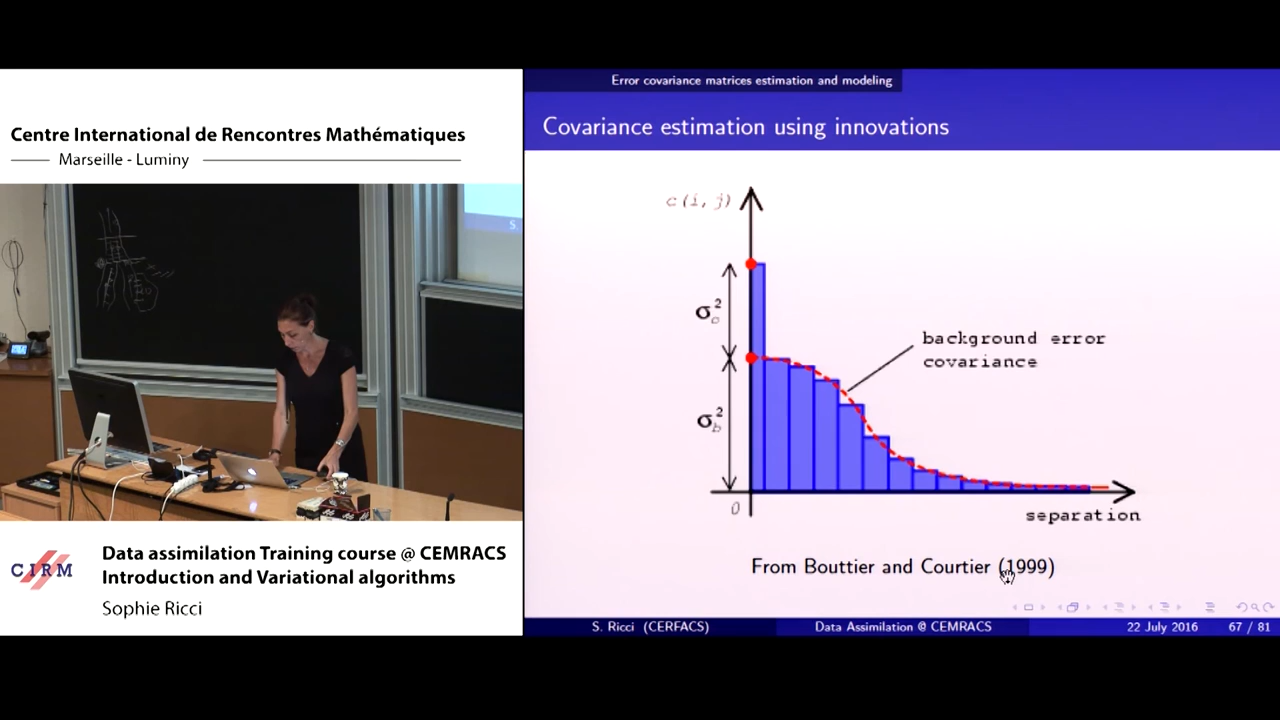 Centre International de Rencontres Mathématiques
Marseille - Luminy
S.
CIRM
Data assimilation Training course @ CEMRACS
Introduction and Variational algorithms
Sophie Ricci
Error covariance matrices estimation and modeling
Covariance estimation using innovations
c(i, j)
σ²o
background error
covariance
σ²b
0
separation
From Bouttier and Courtier (1999)
S. Ricci (CERFACS) Data Assimilation @ CEMRACS 22 July 2016 67 / 81